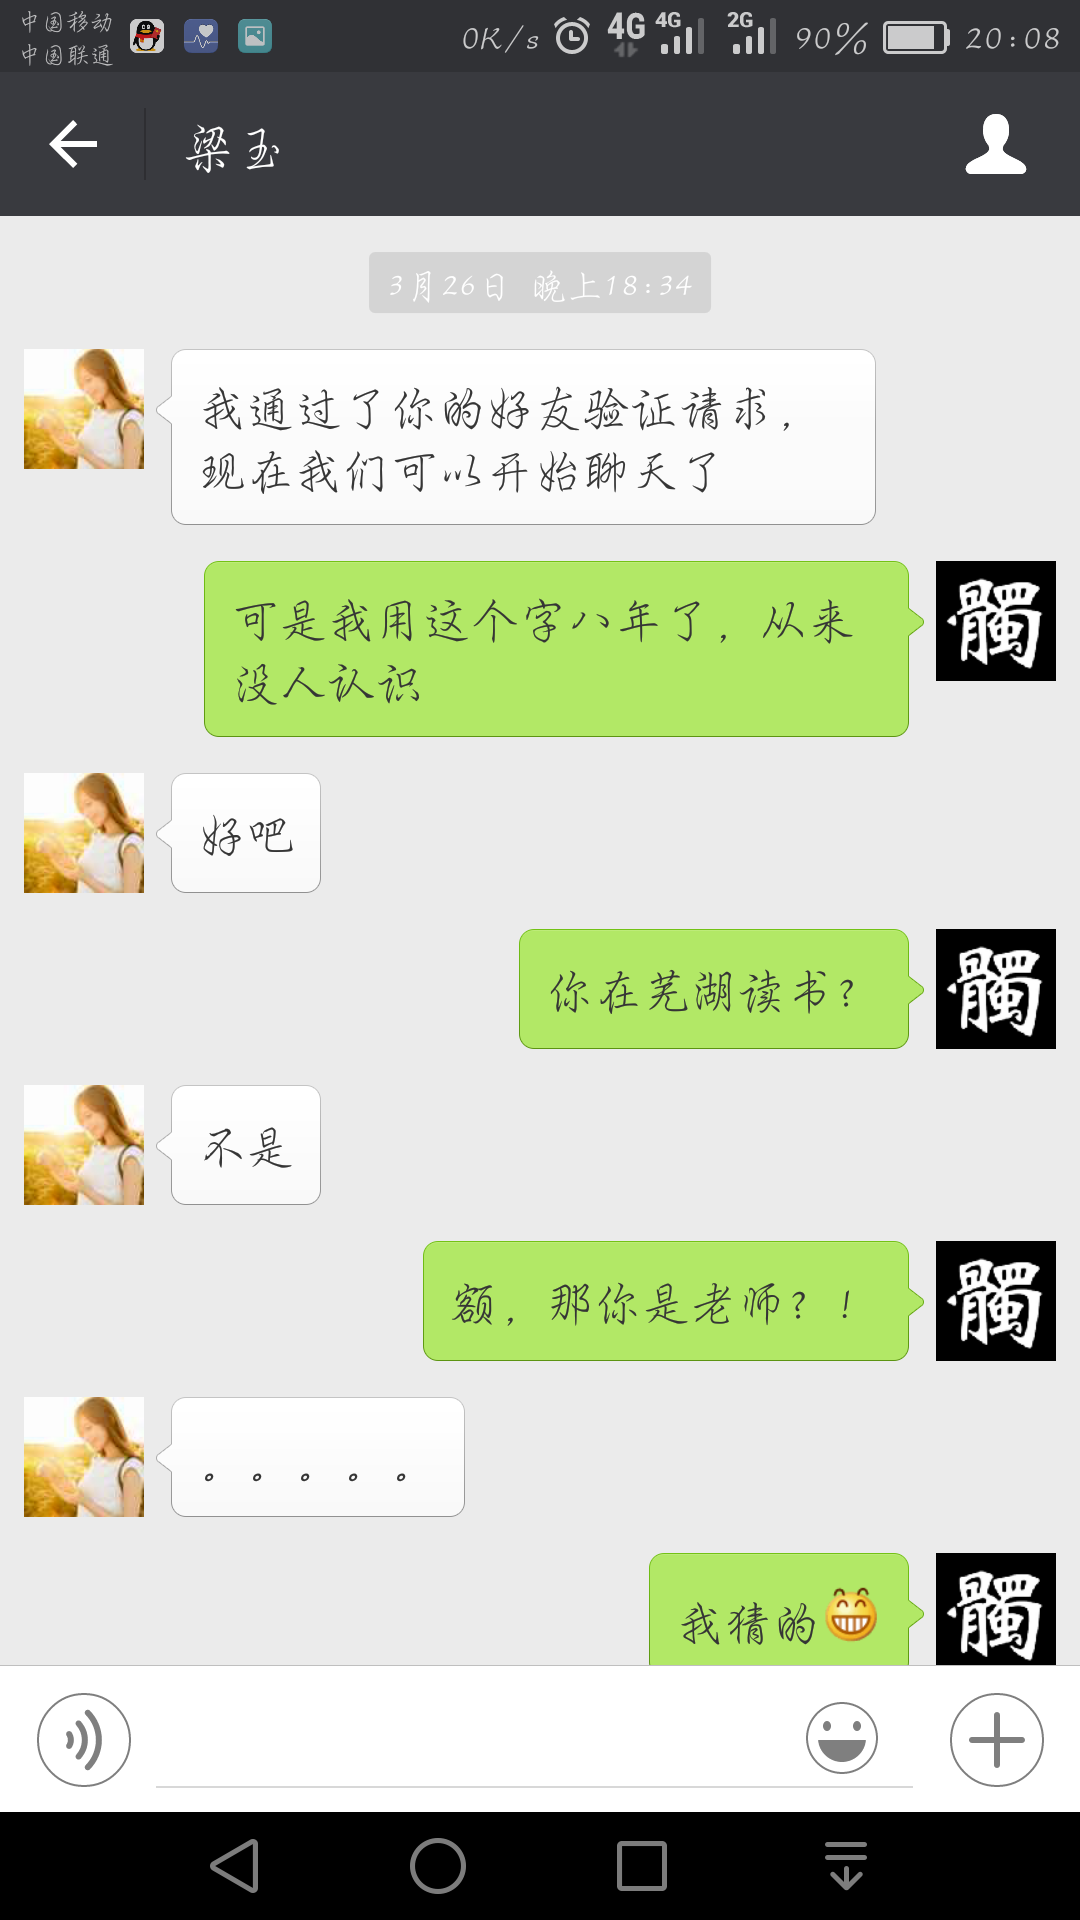 中国移动
中国联通
0K/s 4G 4G 2G 90% 20:08
梁玉
3月26日 晚上18:34
我通过了你的好友验证请求，
现在我们可以开始聊天了
可是我用这个字八年了，从来
没人认识
髑
好吧
你在芜湖读书？
髑
不是
额，那你是老师？！
髑
。。。。。
我猜的😁
髑